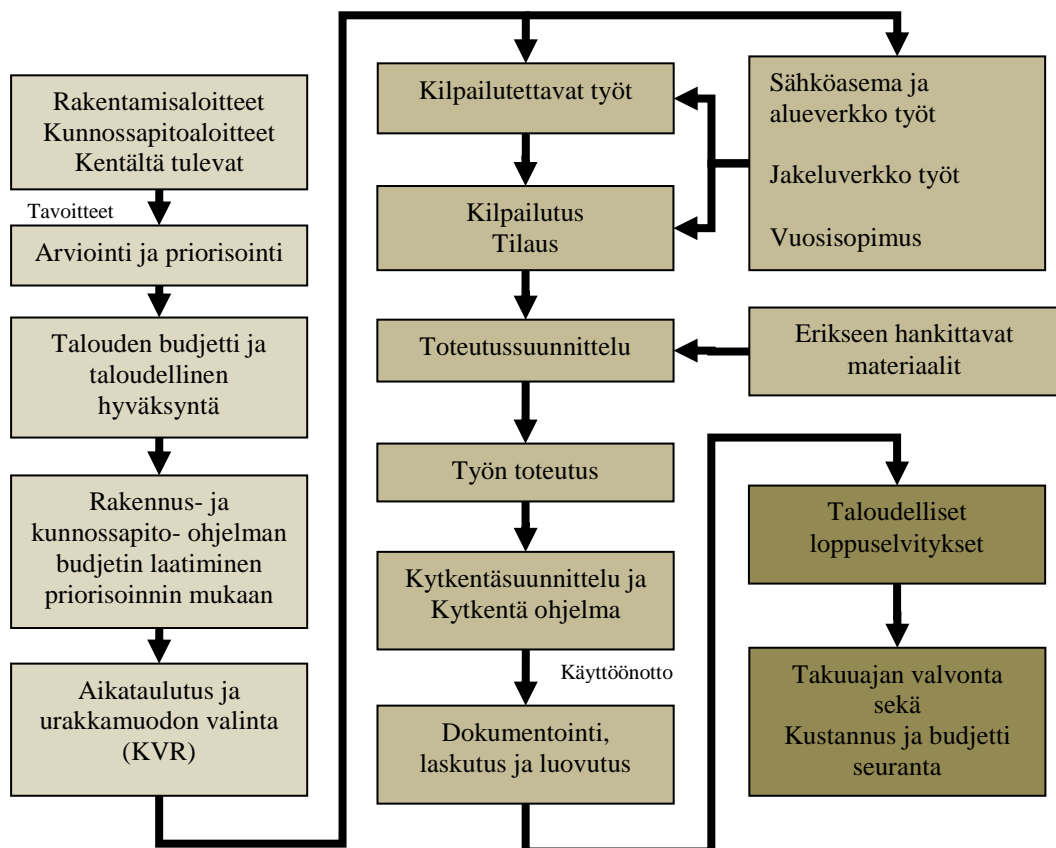 Rakentamisaloitteet
Kunnossapitoaloitteet
Kentältä tulevat
Tavoitteet
Arviointi ja priorisointi
Talouden budjetti ja
taloudellinen
hyväksyntä
Rakennus- ja
kunnossapito- ohjelman
budjetin laatiminen
priorisoinnin mukaan
Aikataulutus ja
urakkamuodon valinta
(KVR)
Kilpailutettavat työt
Kilpailutus
Tilaus
Toteutussuunnittelu
Työn toteutus
Kytkentäsuunnittelu ja
Kytkentä ohjelma
Käyttöönotto
Dokumentointi,
laskutus ja luovutus
Sähköasema ja
alueverkko työt
Jakeluverkko työt
Vuosisopimus
Erikseen hankittavat
materiaalit
Taloudelliset
loppuselvitykset
Takuuajan valvonta
sekä
Kustannus ja budjetti
seuranta